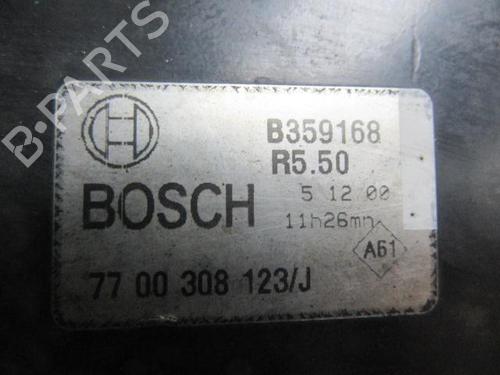 B-PARTS
B359168
R5.50
5 12 00
11h26mn
BOSCH
A61
77 00 308 123/J